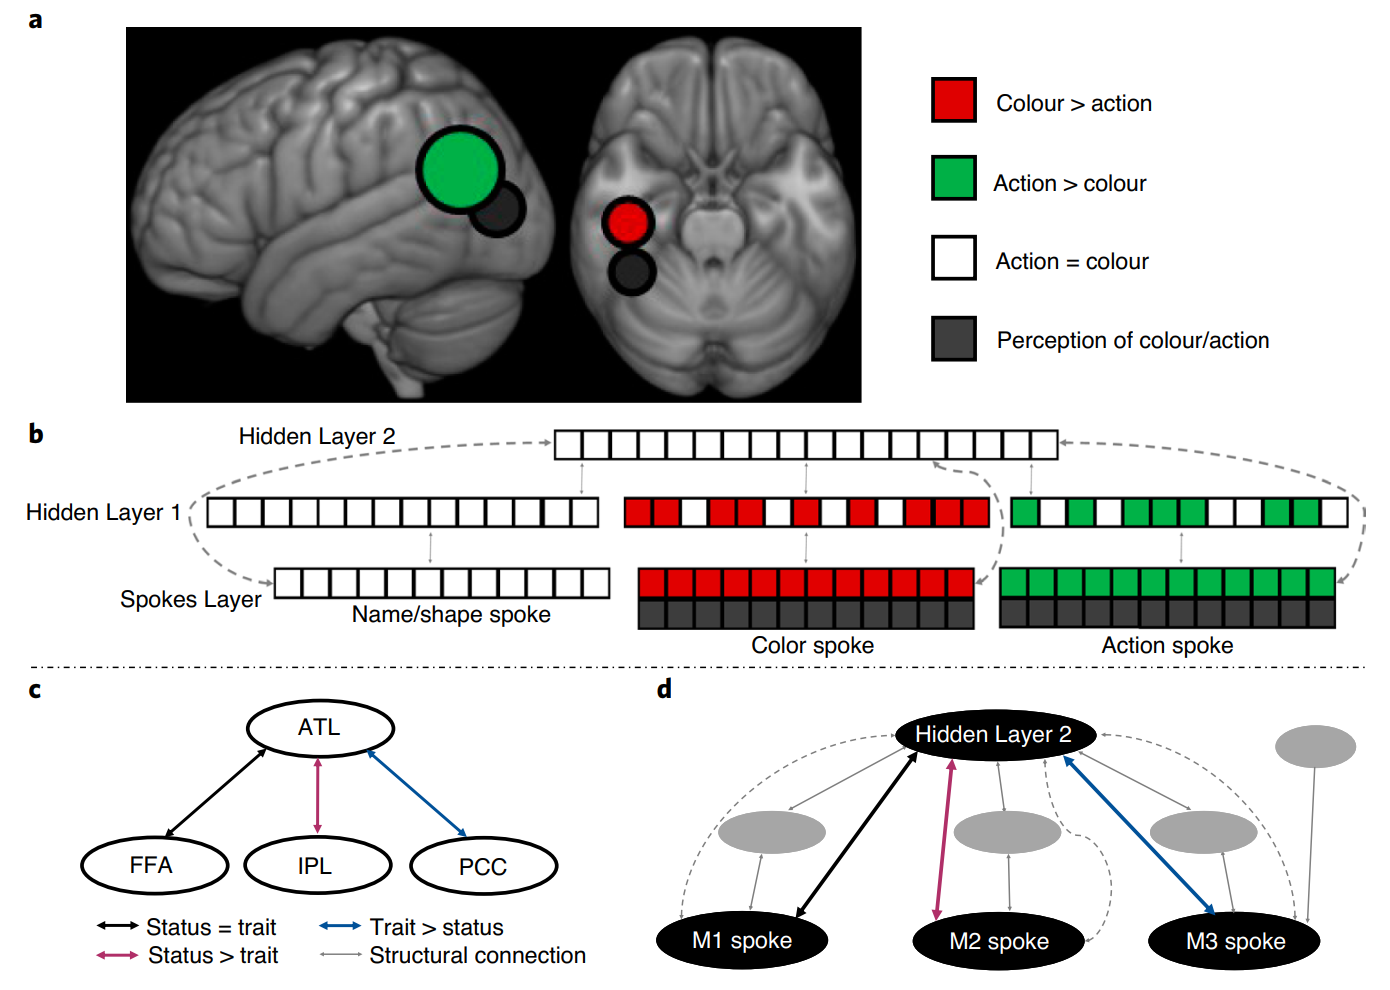 a
Colour > action
Action > colour
Action = colour
Perception of colour/action
b
Hidden Layer 2
Hidden Layer 1
Spokes Layer
Name/shape spoke
Color spoke
Action spoke
c
ATL
FFA
IPL
PCC
Status = trait
Trait > status
Status > trait
Structural connection
d
Hidden Layer 2
M1 spoke
M2 spoke
M3 spoke